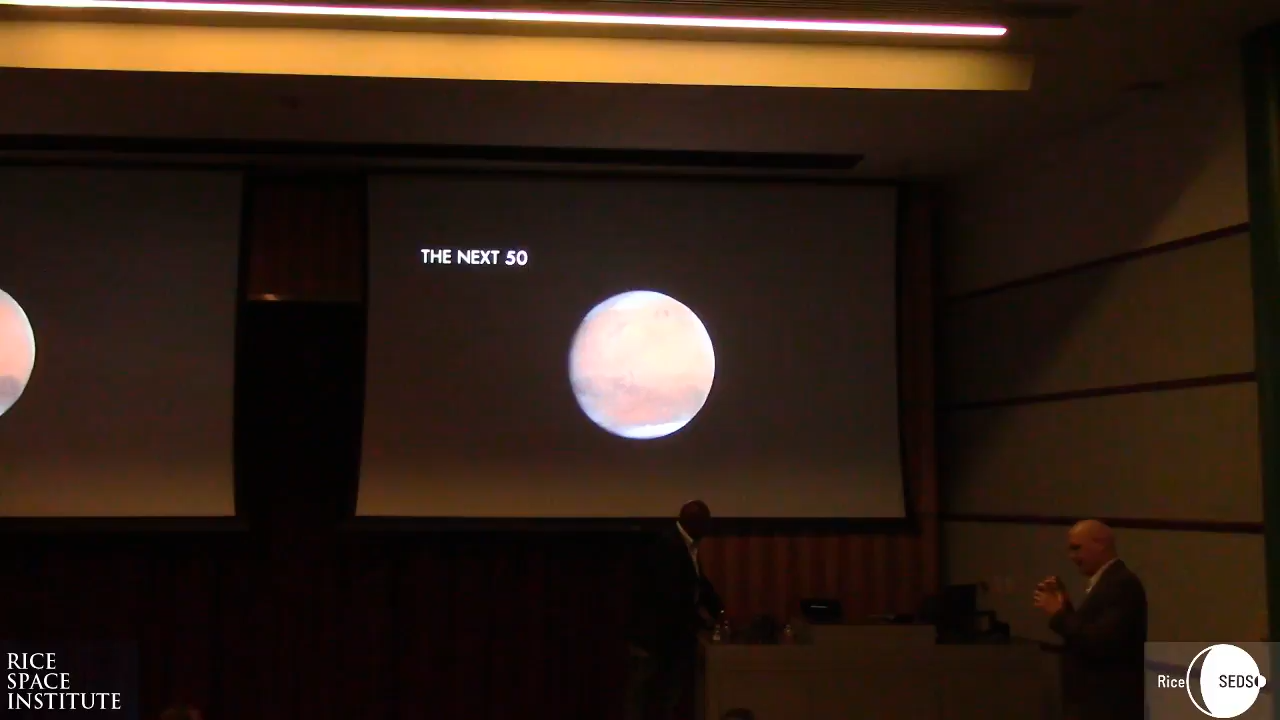 THE NEXT 50
RICE
SPACE
INSTITUTE
Rice SEDS